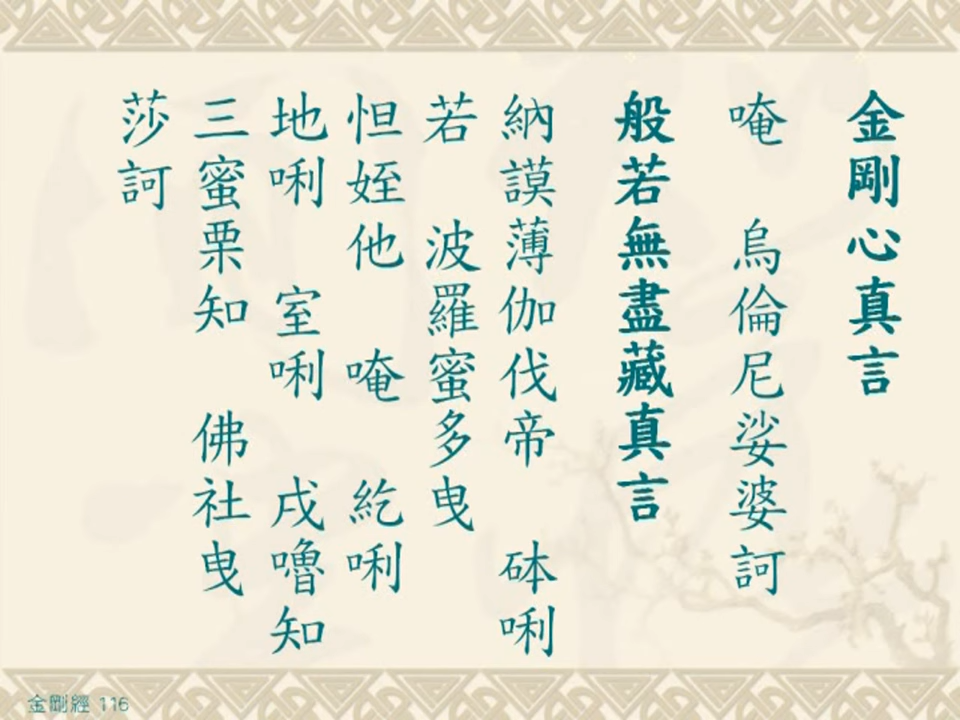 金剛心真言
唵　烏倫尼娑婆訶
般若無盡藏真言
納謨薄伽伐帝　砵唎
若　波羅蜜多曳
怛姪他　唵　紇唎
地唎　室唎　戌嚕知
三蜜栗知　佛社曳
莎訶
金剛經 116